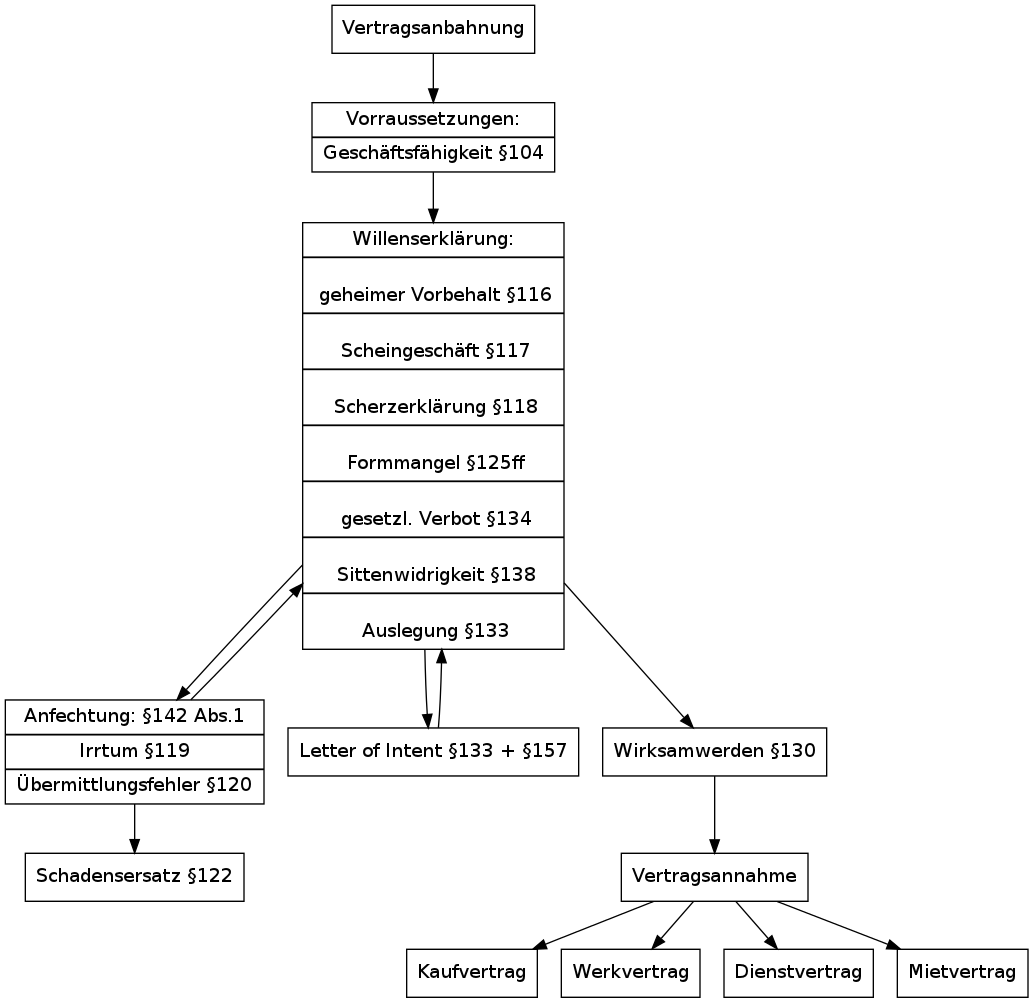 Vertragsanbahnung
Vorraussetzungen:
Geschäftsfähigkeit §104
Willenserklärung:
geheimer Vorbehalt §116
Scheingeschäft §117
Scherzerklärung §118
Formmangel §125ff
gesetzl. Verbot §134
Sittenwidrigkeit §138
Auslegung §133
Anfechtung: §142 Abs.1
Irrtum §119
Übermittlungsfehler §120
Letter of Intent §133 + §157
Wirksamwerden §130
Schadensersatz §122
Vertragsannahme
Kaufvertrag
Werkvertrag
Dienstvertrag
Mietvertrag